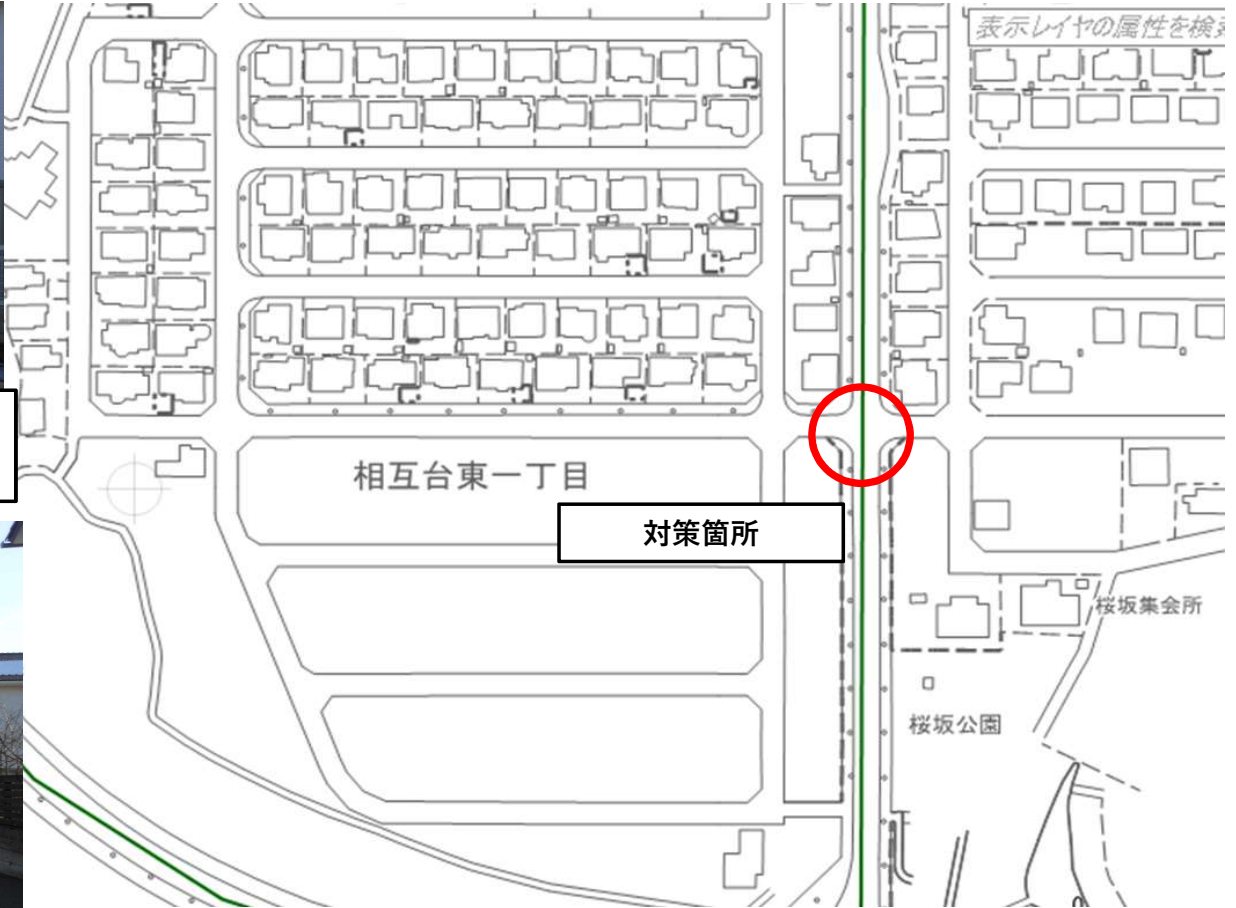 表示レイヤの属性を検索
相互台東一丁目
対策箇所
桜坂集会所
桜坂公園